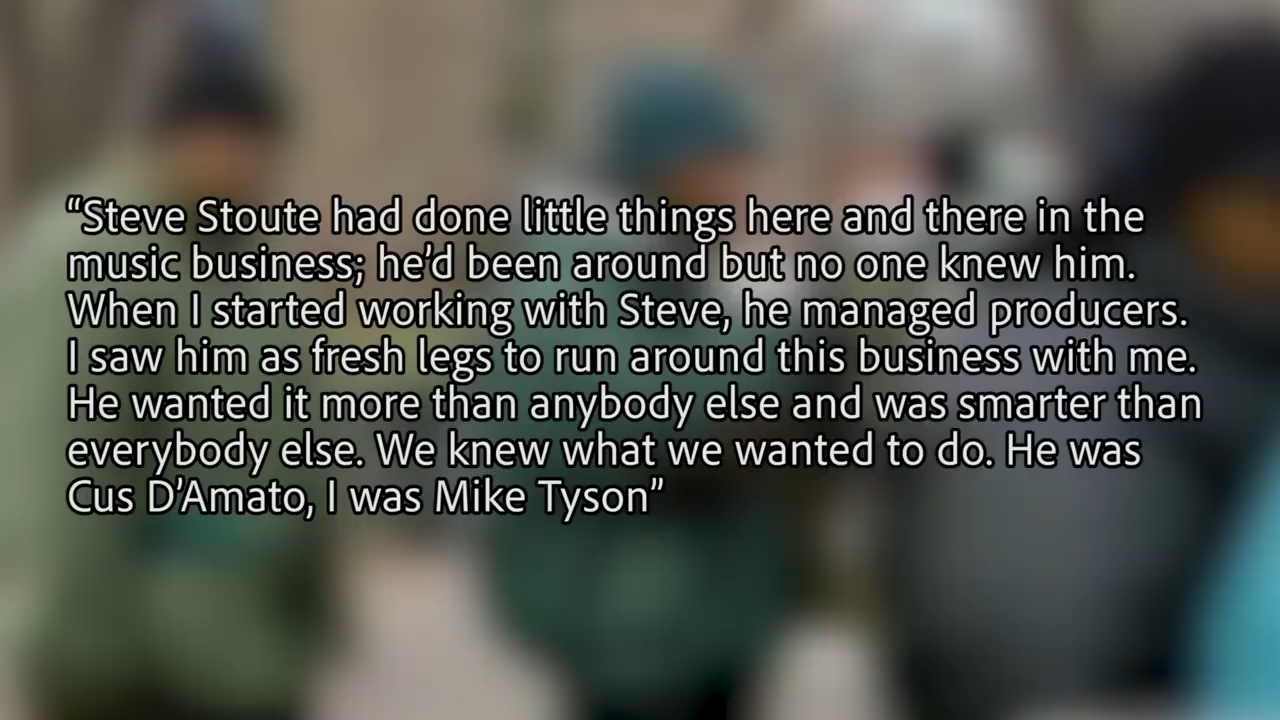 “Steve Stoute had done little things here and there in the
music business; he’d been around but no one knew him.
When I started working with Steve, he managed producers.
I saw him as fresh legs to run around this business with me.
He wanted it more than anybody else and was smarter than
everybody else. We knew what we wanted to do. He was
Cus D’Amato, I was Mike Tyson”